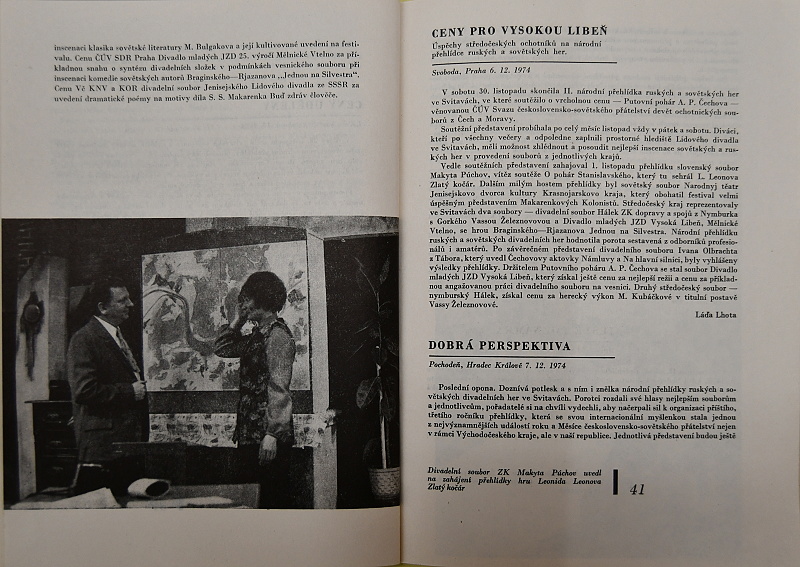 inscenaci klasika sovětské literatury M. Bulgakova a její kultivované uvedení na festi-
valu. Cenu ČÚV SDR Praha Divadlo mladých JZD 25. výročí Mělnické Vtelno za pří-
kladnou snahu o syntézu divadelních složek v podmínkách vesnického souboru při
inscenaci komedie sovětských autorů Braginského—Rjazanova „Jednou na Silvestra“.
Cenu Vč KNV a KOR divadelní soubor Jenisejského Lidového divadla ze SSSR za
uvedení dramatické poémy na motivy díla S. S. Makarenka Buď zdráv člověče.
CENY PRO VYSOKOU LIBEŇ
Úspěchy středočeských ochotníků na národní
přehlídce ruských a sovětských her.
Svoboda, Praha 6. 12. 1974
V sobotu 30. listopadu skončila II. národní přehlídka ruských a sovětských her
ve Svitavách, ve které soutěžilo o vrcholnou cenu — Putovní pohár A. P. Čechova —
věnovanou ČÚV Svazu československo-sovětského přátelství devět ochotnických sou-
borů z Čech a Moravy.
Soutěžní představení probíhala po celý měsíc listopad vždy v pátek a sobotu. Diváci,
kteří po všechny večery a odpoledne zaplnili prostorné hlediště Lidového divadla
ve Svitavách, měli možnost zhlédnout a posoudit nejlepší inscenace sovětských a rus-
kých her v provedení souborů z jednotlivých krajů.
Vedle soutěžních představení zahajoval 1. listopadu přehlídku slovenský soubor
Makyta Púchov, vítěz soutěže O pohár Stanislavského, který tu sehrál L. Leonova
Zlatý kočár. Dalším milým hostem přehlídky byl sovětský soubor Narodnyj těatr
Jenisejskovo dvorca kultury Krasnojarskovo kraja, který obohatil festival velmi
úspěšným představením Makarenkových Kolonistů. Středočeský kraj reprezentovaly
ve Svitavách dva soubory — divadelní soubor Hálek ZK dopravy a spojů z Nymburka
s Gorkého Vassou Železnovovou a Divadlo mladých JZD Vysoká Libeň, Mělnické
Vtelno, se hrou Braginského—Rjazanova Jednou na Silvestra. Národní přehlídku
ruských a sovětských divadelních her hodnotila porota sestavená z odborníků profesio-
nálů i amatérů. Po závěrečném představení divadelního souboru Ivana Olbrachta
z Tábora, který uvedl Čechovovy aktovky Námluvy a Na hlavní silnici, byly vyhlášeny
výsledky přehlídky. Držitelem Putovního poháru A. P. Čechova se stal soubor Divadlo
mladých JZD Vysoká Libeň, který získal ještě cenu za nejlepší režii a cenu za příklad-
nou angažovanou práci divadelního souboru na vesnici. Druhý středočeský soubor —
nymburský Hálek, získal cenu za herecký výkon M. Kubáčkové v titulní postavě
Vassy Železnovové.
Láďa Lhota
DOBRÁ PERSPEKTIVA
Pochodeň, Hradec Králové 7. 12. 1974
Poslední opona. Doznívá potlesk a s ním i znělka národní přehlídky ruských a so-
větských divadelních her ve Svitavách. Porotci rozdali své hlasy nejlepším souborům
a jednotlivcům, pořadatelé si na chvíli vydechli, aby načerpali sil k organizaci příštího,
třetího ročníku přehlídky, která se svou internacionální myšlenkou stala jednou
z nejvýznamnějších událostí roku a Měsíce československo-sovětského přátelství nejen
v rámci Východočeského kraje, ale v naší republice. Jednotlivá představení budou ještě
Divadelní soubor ZK Makyta Púchov uvedl
na zahájení přehlídky hru Leonida Leonova
Zlatý kočár
41